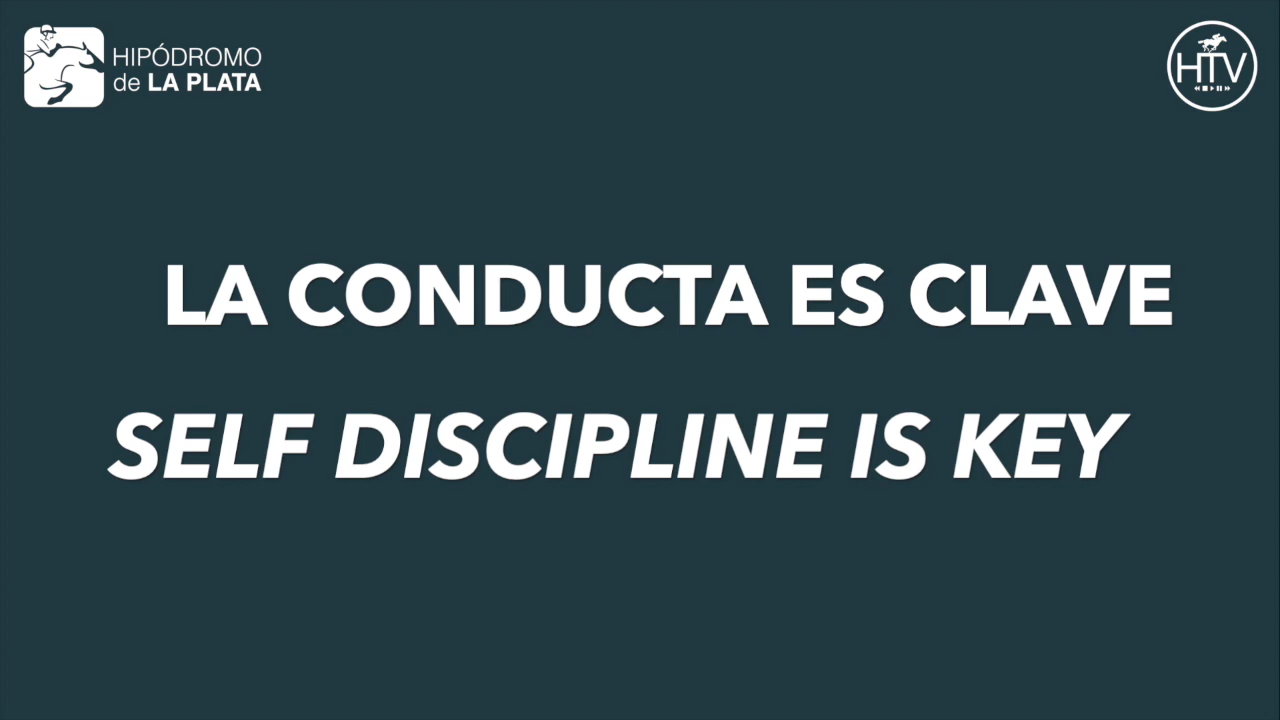 HIPÓDROMO
de LA PLATA
HTV
LA CONDUCTA ES CLAVE
SELF DISCIPLINE IS KEY